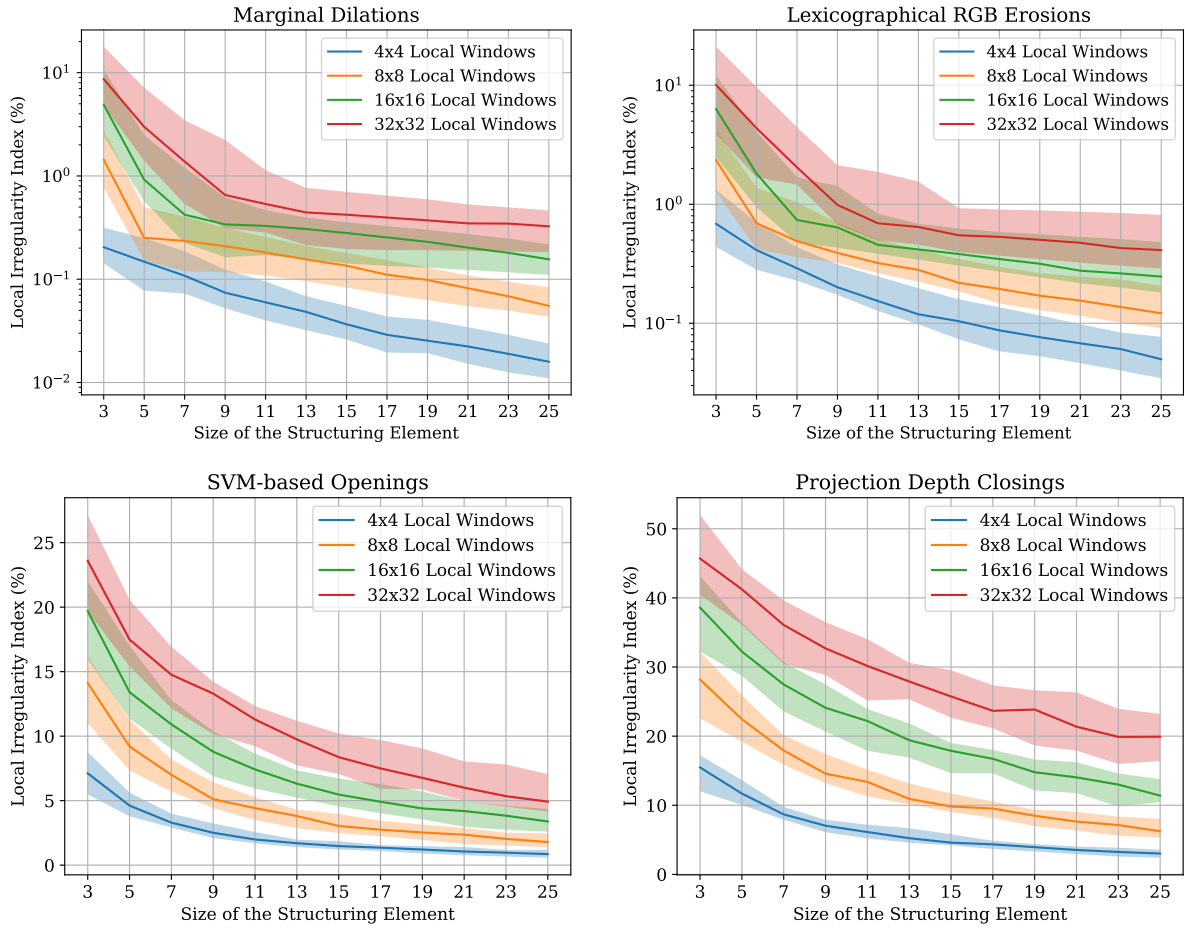 Marginal Dilations
Local Irregularity Index (%)
10¹
10⁰
10⁻¹
10⁻²
4x4 Local Windows
8x8 Local Windows
16x16 Local Windows
32x32 Local Windows
3 5 7 9 11 13 15 17 19 21 23 25
Size of the Structuring Element
Lexicographical RGB Erosions
Local Irregularity Index (%)
10¹
10⁰
10⁻¹
4x4 Local Windows
8x8 Local Windows
16x16 Local Windows
32x32 Local Windows
3 5 7 9 11 13 15 17 19 21 23 25
Size of the Structuring Element
SVM-based Openings
Local Irregularity Index (%)
25
20
15
10
5
0
4x4 Local Windows
8x8 Local Windows
16x16 Local Windows
32x32 Local Windows
3 5 7 9 11 13 15 17 19 21 23 25
Size of the Structuring Element
Projection Depth Closings
Local Irregularity Index (%)
50
40
30
20
10
0
4x4 Local Windows
8x8 Local Windows
16x16 Local Windows
32x32 Local Windows
3 5 7 9 11 13 15 17 19 21 23 25
Size of the Structuring Element